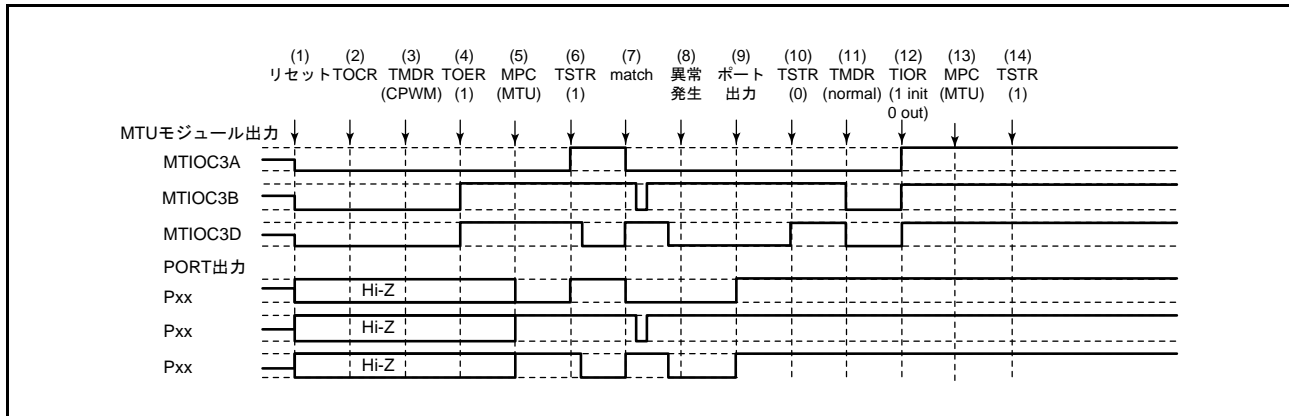 (1) (2) (3) (4) (5) (6) (7) (8) (9) (10) (11) (12) (13) (14)
リセット TOCR TMDR TOER MPC TSTR match 異常 ポート TSTR TMDR TIOR MPC TSTR
(CPWM) (1) (MTU) (1) 発生 出力 (0) (normal) (1 init (MTU) (1)
0 out)
MTUモジュール出力
MTIOC3A
MTIOC3B
MTIOC3D
PORT出力
Pxx Hi-Z
Pxx Hi-Z
Pxx Hi-Z